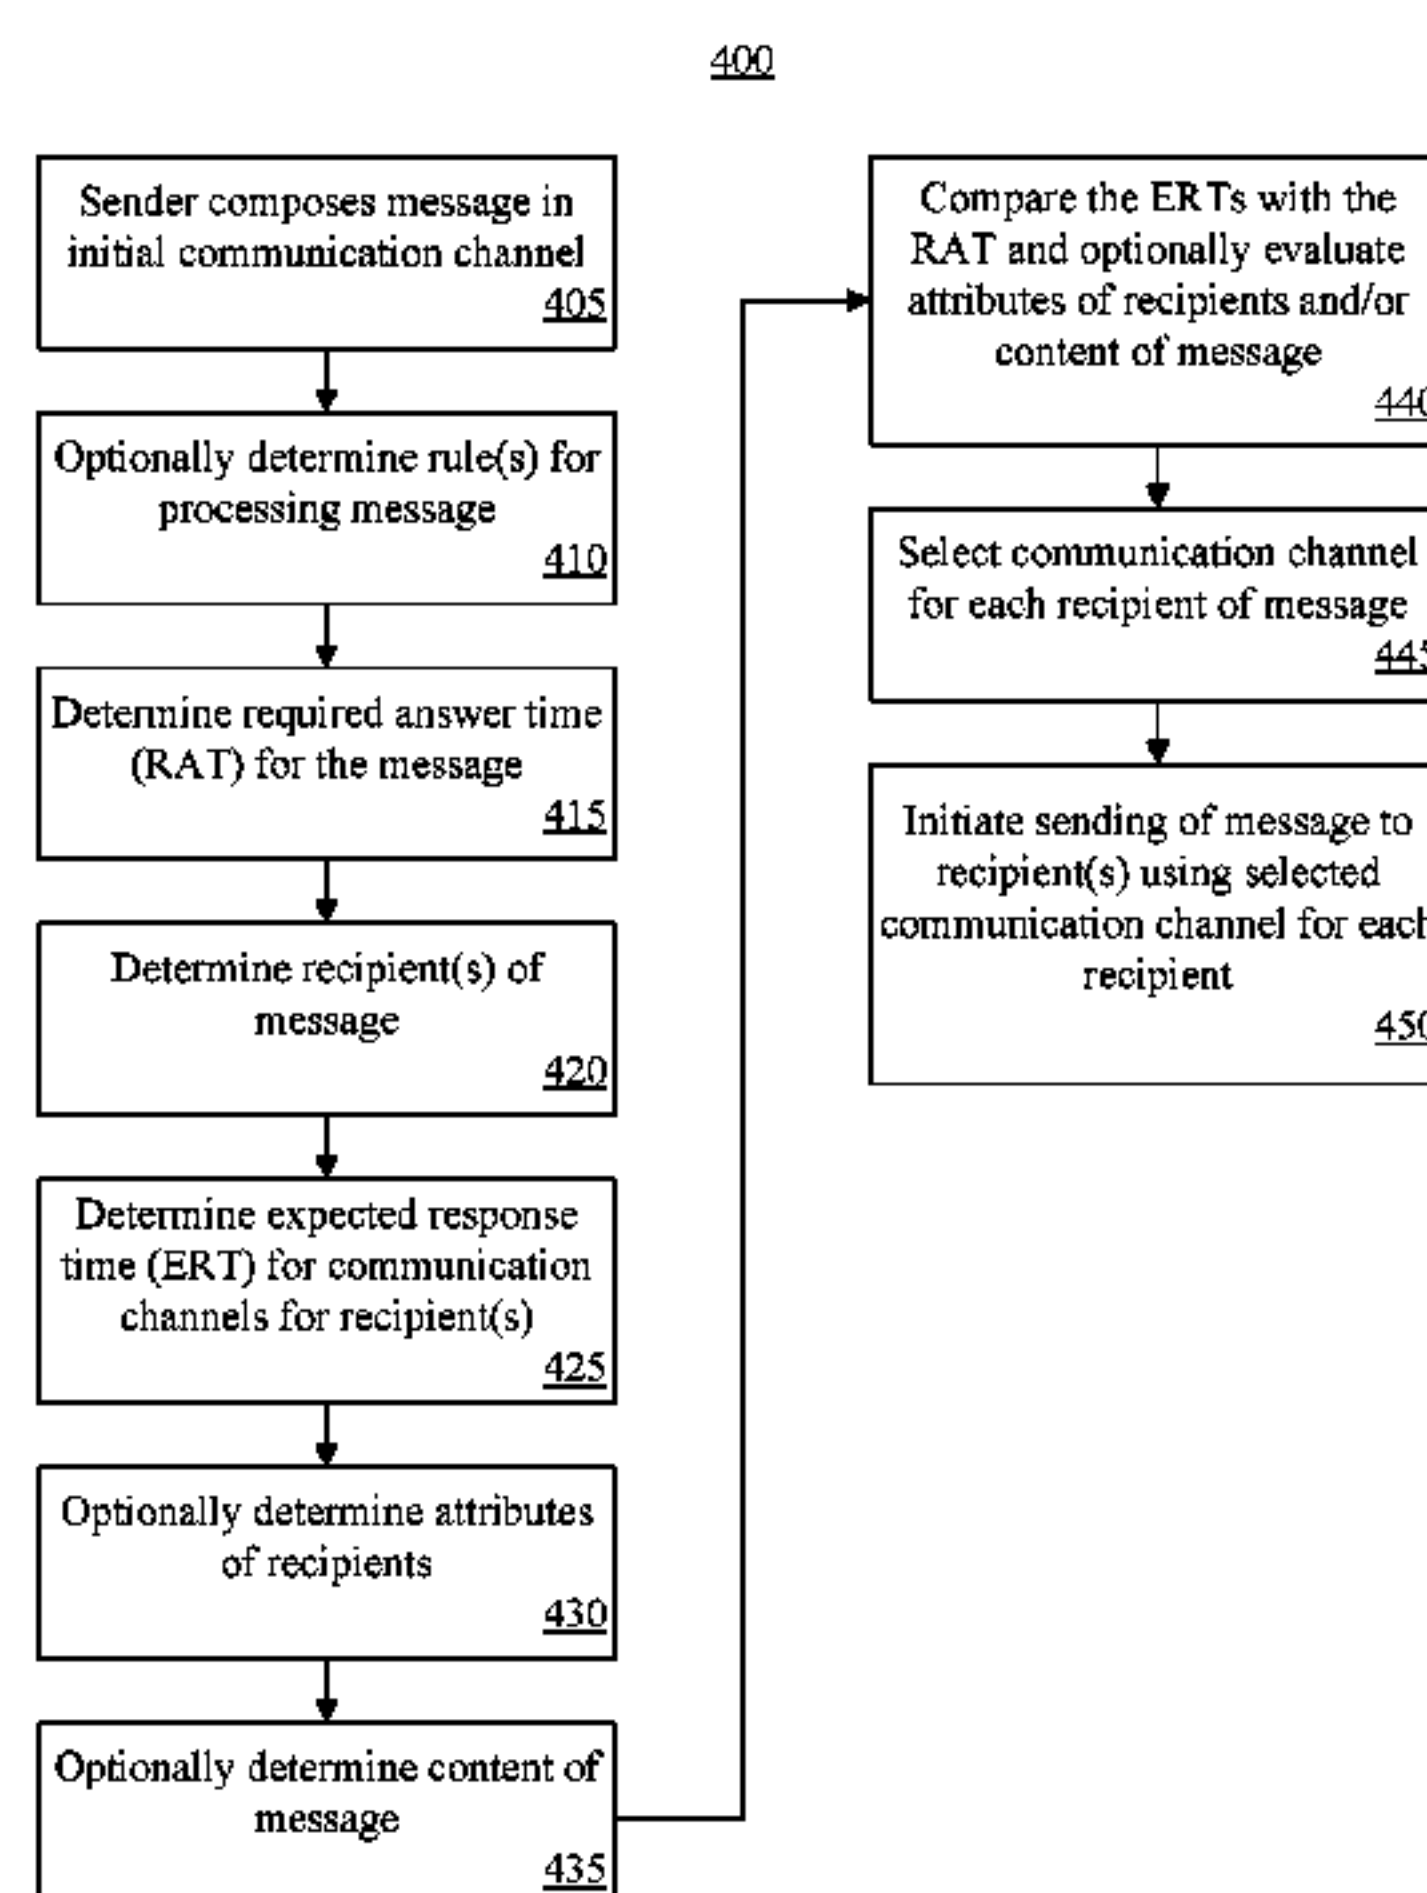 400
Sender composes message in
initial communication channel
405
Optionally determine rule(s) for
processing message
410
Determine required answer time
(RAT) for the message
415
Determine recipient(s) of
message
420
Determine expected response
time (ERT) for communication
channels for recipient(s)
425
Optionally determine attributes
of recipients
430
Optionally determine content of
message
435
Compare the ERTs with the
RAT and optionally evaluate
attributes of recipients and/or
content of message
440
Select communication channel
for each recipient of message
445
Initiate sending of message to
recipient(s) using selected
communication channel for each
recipient
450